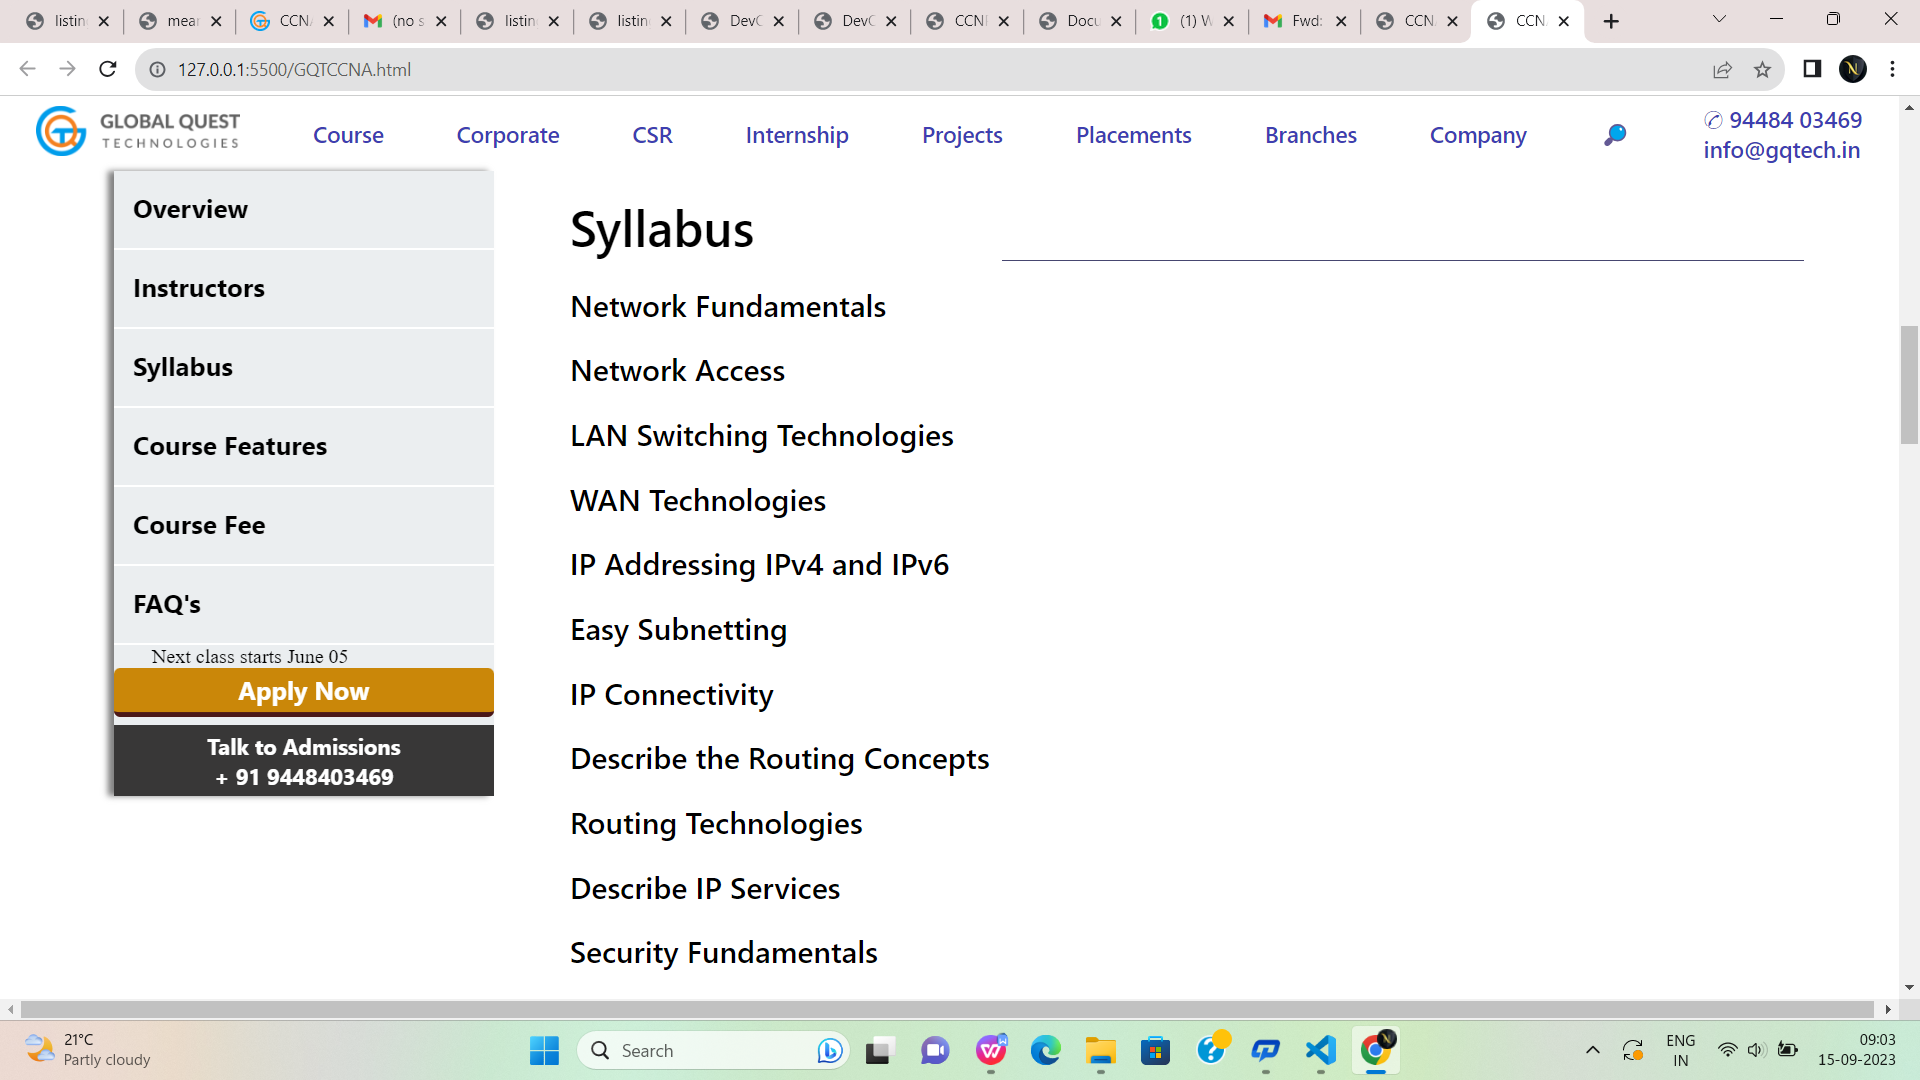 listin
mear
CCNA
(no s
listin
listin
DevO
DevO
CCNP
Docu
(1) W
Fwd:
CCN
CCN
127.0.0.1:5500/GQTCCNA.html
GLOBAL QUEST
TECHNOLOGIES
Course
Corporate
CSR
Internship
Projects
Placements
Branches
Company
✆ 94484 03469
info@gqtech.in
Overview
Instructors
Syllabus
Course Features
Course Fee
FAQ's
Next class starts June 05
Apply Now
Talk to Admissions
+ 91 9448403469
Syllabus
Network Fundamentals
Network Access
LAN Switching Technologies
WAN Technologies
IP Addressing IPv4 and IPv6
Easy Subnetting
IP Connectivity
Describe the Routing Concepts
Routing Technologies
Describe IP Services
Security Fundamentals
21°C
Partly cloudy
Search
ENG
IN
09:03
15-09-2023